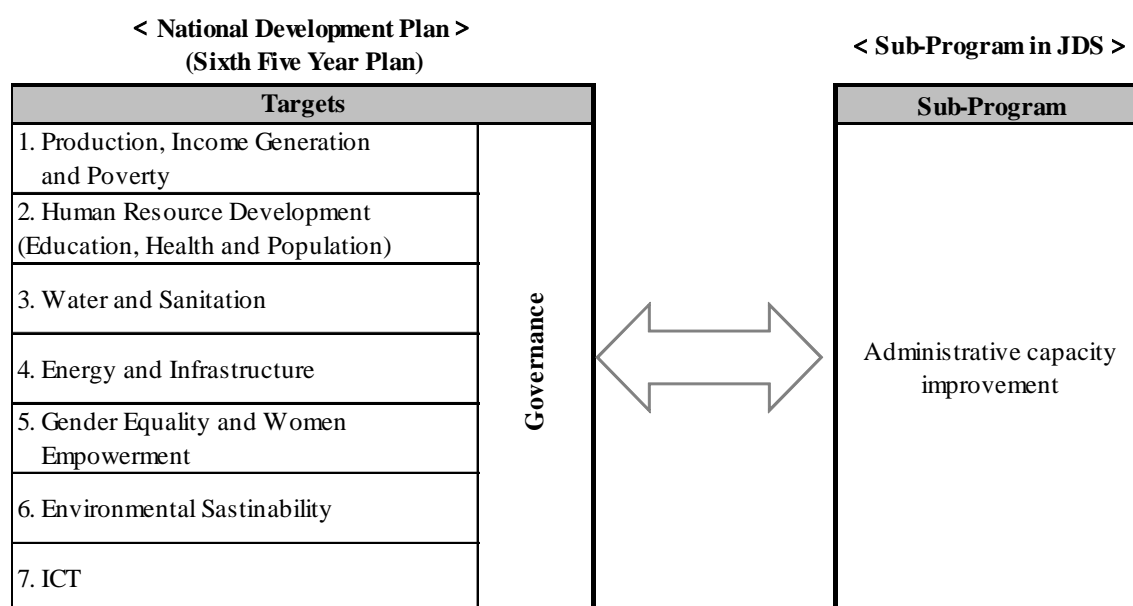 < National Development Plan >
(Sixth Five Year Plan)
< Sub-Program in JDS >
Targets
1. Production, Income Generation
and Poverty
2. Human Resource Development
(Education, Health and Population)
3. Water and Sanitation
4. Energy and Infrastructure
5. Gender Equality and Women
Empowerment
6. Environmental Sastinability
7. ICT
Governance
Sub-Program
Administrative capacity
improvement